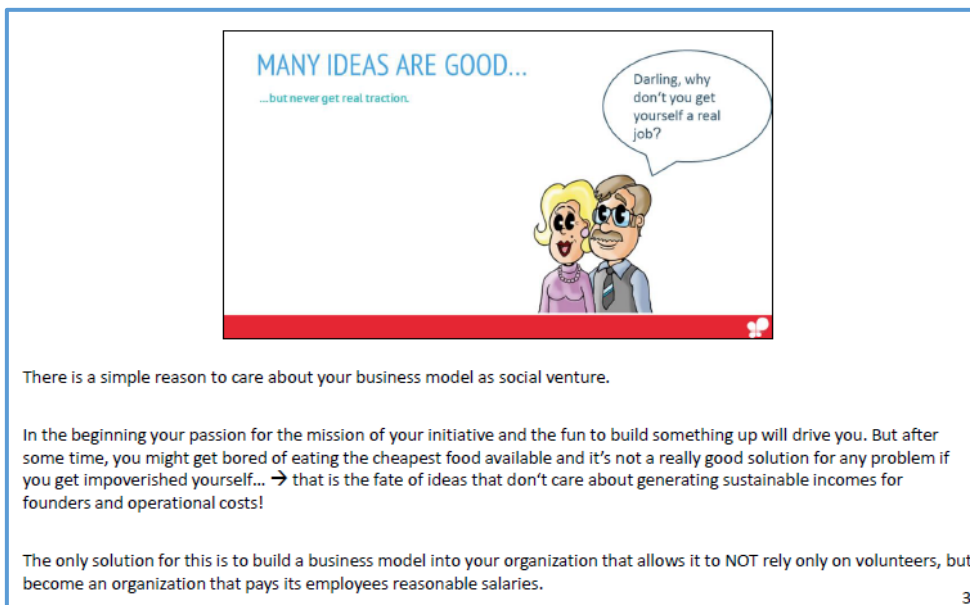 MANY IDEAS ARE GOOD...
...but never get real traction.
Darling, why
don't you get
yourself a real
job?
There is a simple reason to care about your business model as social venture.
In the beginning your passion for the mission of your initiative and the fun to build something up will drive you. But after
some time, you might get bored of eating the cheapest food available and it's not a really good solution for any problem if
you get impoverished yourself... → that is the fate of ideas that don't care about generating sustainable incomes for
founders and operational costs!
The only solution for this is to build a business model into your organization that allows it to NOT rely only on volunteers, but
become an organization that pays its employees reasonable salaries.
3